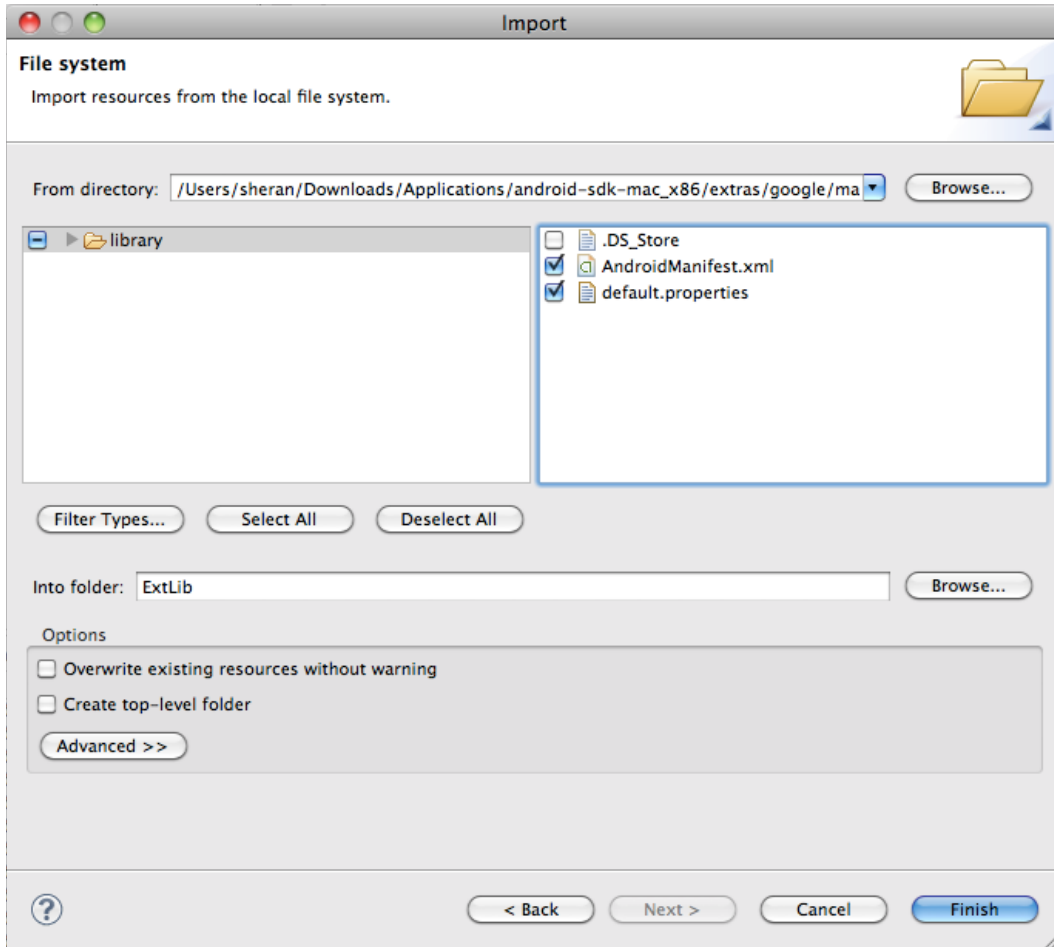 Import
File system
Import resources from the local file system.
From directory: /Users/sheran/Downloads/Applications/android-sdk-mac_x86/extras/google/ma Browse...
library
.DS_Store
AndroidManifest.xml
default.properties
Filter Types... Select All Deselect All
Into folder: ExtLib Browse...
Options
Overwrite existing resources without warning
Create top-level folder
Advanced >>
? < Back Next > Cancel Finish